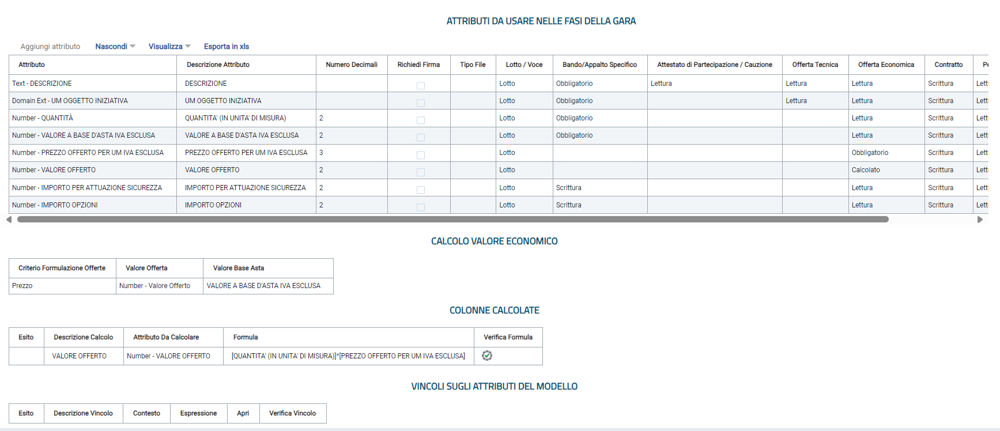 ATTRIBUTI DA USARE NELLE FASI DELLA GARA
Aggiungi attributo Nascondi Visualizza Esporta in xls
Attributo Descrizione Attributo Numero Decimali Richiedi Firma Tipo File Lotto / Voce Bando/Appalto Specifico Attestato di Partecipazione / Cauzione Offerta Tecnica Offerta Economica Contratto Pe
Text - DESCRIZIONE DESCRIZIONE Lotto Obbligatorio Lettura Lettura Lettura Scrittura Lett
Domain Ext - UM OGGETTO INIZIATIVA UM OGGETTO INIZIATIVA Lotto Obbligatorio Lettura Lettura Scrittura Lett
Number - QUANTITÀ QUANTITA' (IN UNITA' DI MISURA) 2 Lotto Obbligatorio Lettura Scrittura Lett
Number - VALORE A BASE D'ASTA IVA ESCLUSA VALORE A BASE D'ASTA IVA ESCLUSA 2 Lotto Obbligatorio Lettura Scrittura Lett
Number - PREZZO OFFERTO PER UM IVA ESCLUSA PREZZO OFFERTO PER UM IVA ESCLUSA 3 Lotto Obbligatorio Scrittura Lett
Number - VALORE OFFERTO VALORE OFFERTO 2 Lotto Calcolato Scrittura Lett
Number - IMPORTO PER ATTUAZIONE SICUREZZA IMPORTO PER ATTUAZIONE SICUREZZA 2 Lotto Scrittura Lettura Scrittura Lett
Number - IMPORTO OPZIONI IMPORTO OPZIONI 2 Lotto Scrittura Lettura Scrittura Lett
CALCOLO VALORE ECONOMICO
Criterio Formulazione Offerte Valore Offerta Valore Base Asta
Prezzo Number - Valore Offerto VALORE A BASE D'ASTA IVA ESCLUSA
COLONNE CALCOLATE
Esito Descrizione Calcolo Attributo Da Calcolare Formula Verifica Formula
VALORE OFFERTO Number - VALORE OFFERTO [QUANTITA' (IN UNITA' DI MISURA)]*[PREZZO OFFERTO PER UM IVA ESCLUSA]
VINCOLI SUGLI ATTRIBUTI DEL MODELLO
Esito Descrizione Vincolo Contesto Espressione Apri Verifica Vincolo